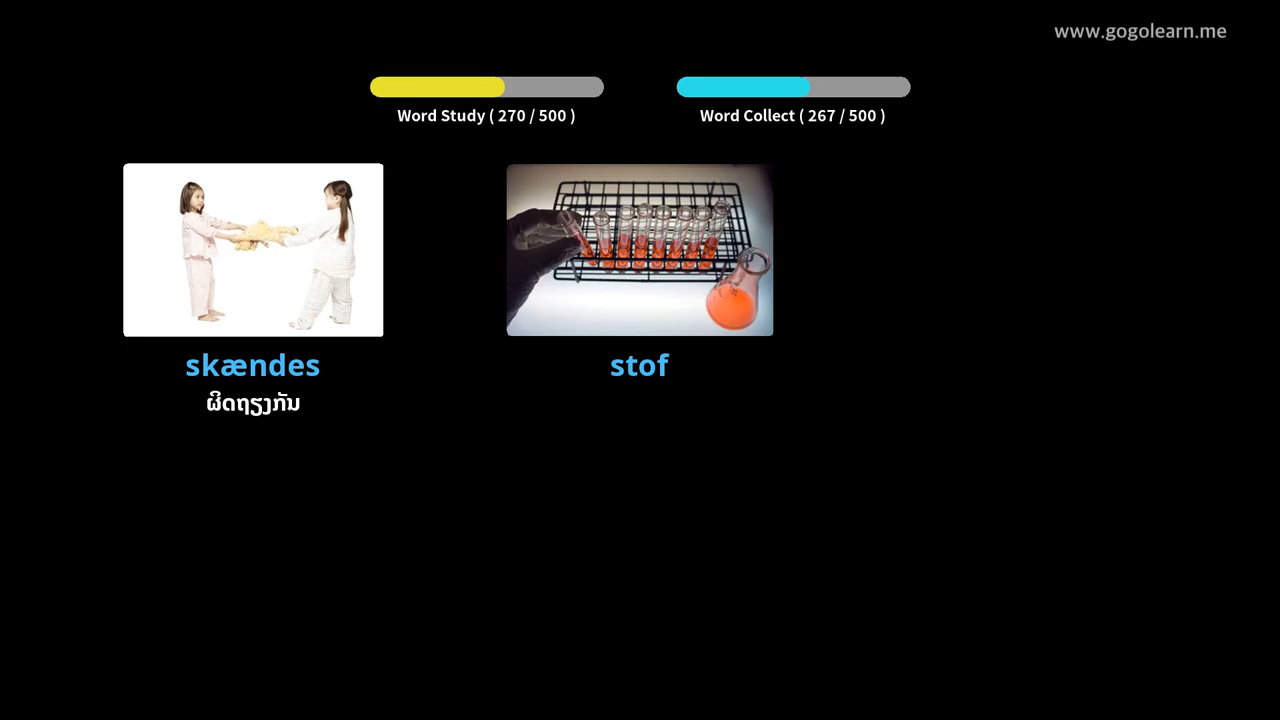 www.gogolearn.me
Word Study ( 270 / 500 )
Word Collect ( 267 / 500 )
skændes
ຜິດຖຽງກັນ
stof